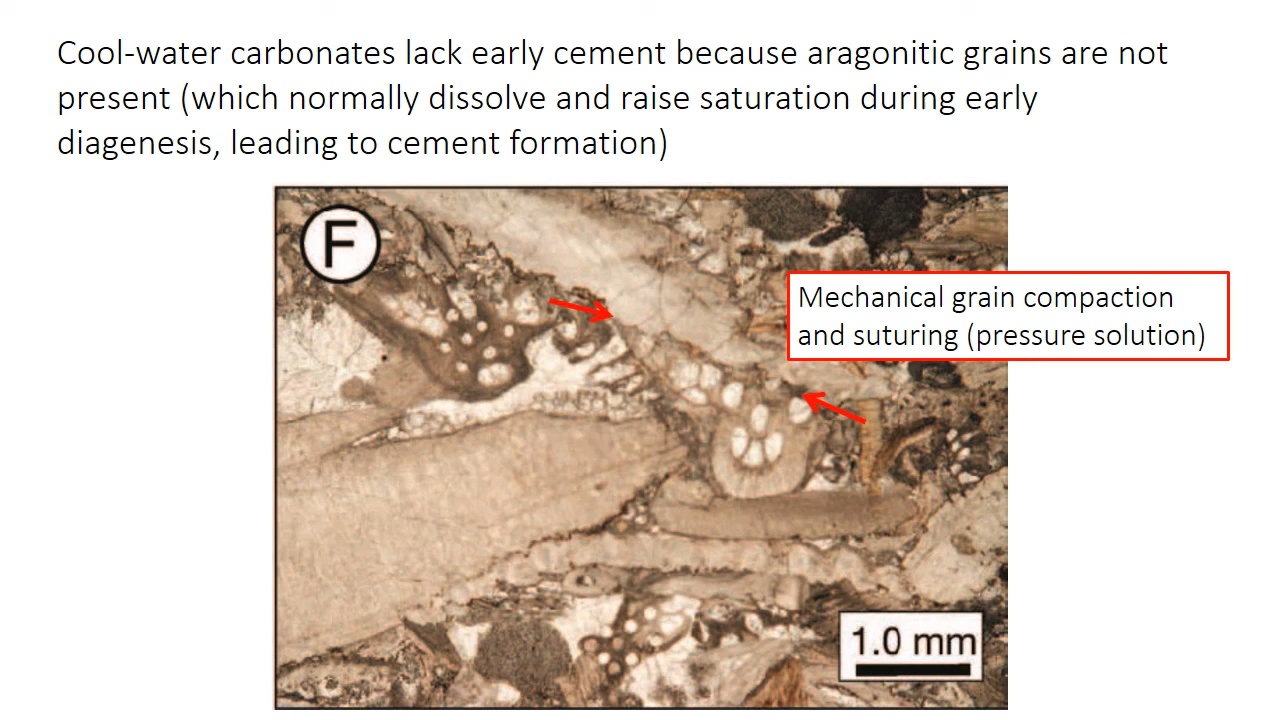 Cool-water carbonates lack early cement because aragonitic grains are not
present (which normally dissolve and raise saturation during early
diagenesis, leading to cement formation)
F
Mechanical grain compaction
and suturing (pressure solution)
1.0 mm